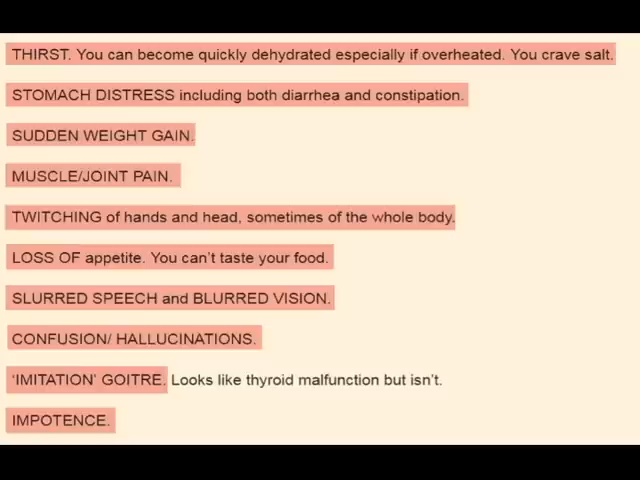 THIRST. You can become quickly dehydrated especially if overheated. You crave salt.
STOMACH DISTRESS including both diarrhea and constipation.
SUDDEN WEIGHT GAIN.
MUSCLE/JOINT PAIN.
TWITCHING of hands and head, sometimes of the whole body.
LOSS OF appetite. You can't taste your food.
SLURRED SPEECH and BLURRED VISION.
CONFUSION/ HALLUCINATIONS.
‘IMITATION’ GOITRE. Looks like thyroid malfunction but isn't.
IMPOTENCE.